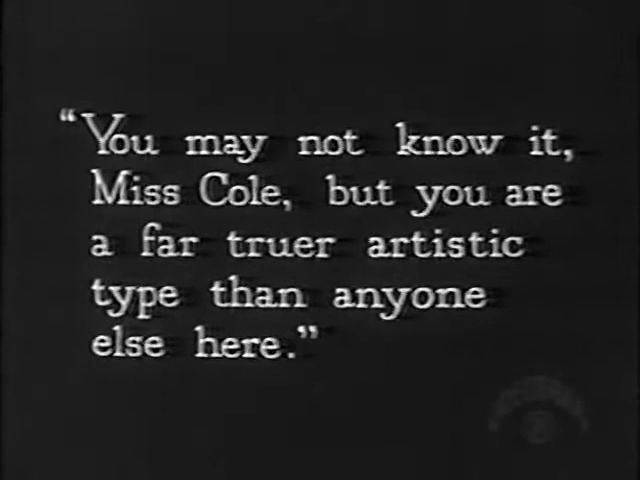 “You may not know it,
Miss Cole, but you are
a far truer artistic
type than anyone
else here.”